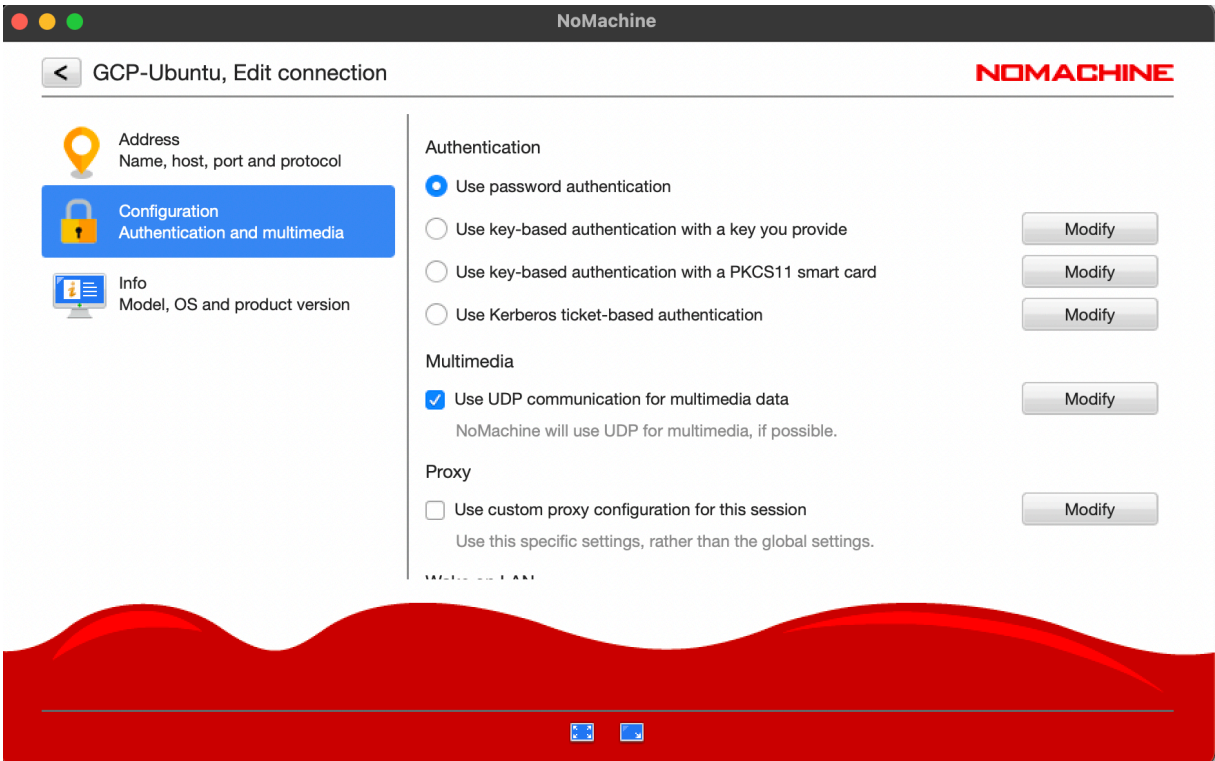 NoMachine
< GCP-Ubuntu, Edit connection
NOMACHINE
Address
Name, host, port and protocol
Configuration
Authentication and multimedia
Info
Model, OS and product version
Authentication
Use password authentication
Use key-based authentication with a key you provide
Modify
Use key-based authentication with a PKCS11 smart card
Modify
Use Kerberos ticket-based authentication
Modify
Multimedia
Use UDP communication for multimedia data
Modify
NoMachine will use UDP for multimedia, if possible.
Proxy
Use custom proxy configuration for this session
Modify
Use this specific settings, rather than the global settings.